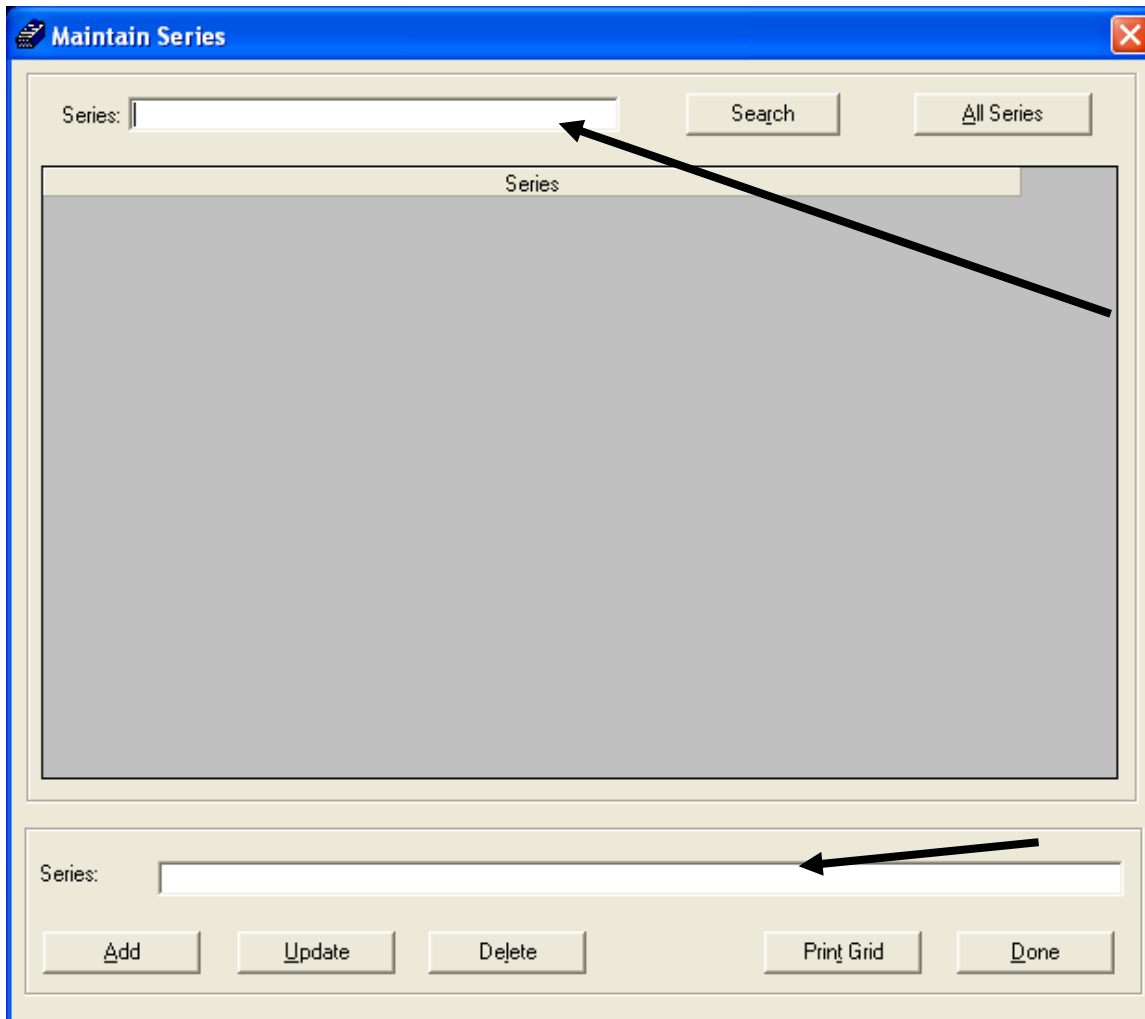 Maintain Series
Series: Search All Series
Series
Series:
Add Update Delete Print Grid Done